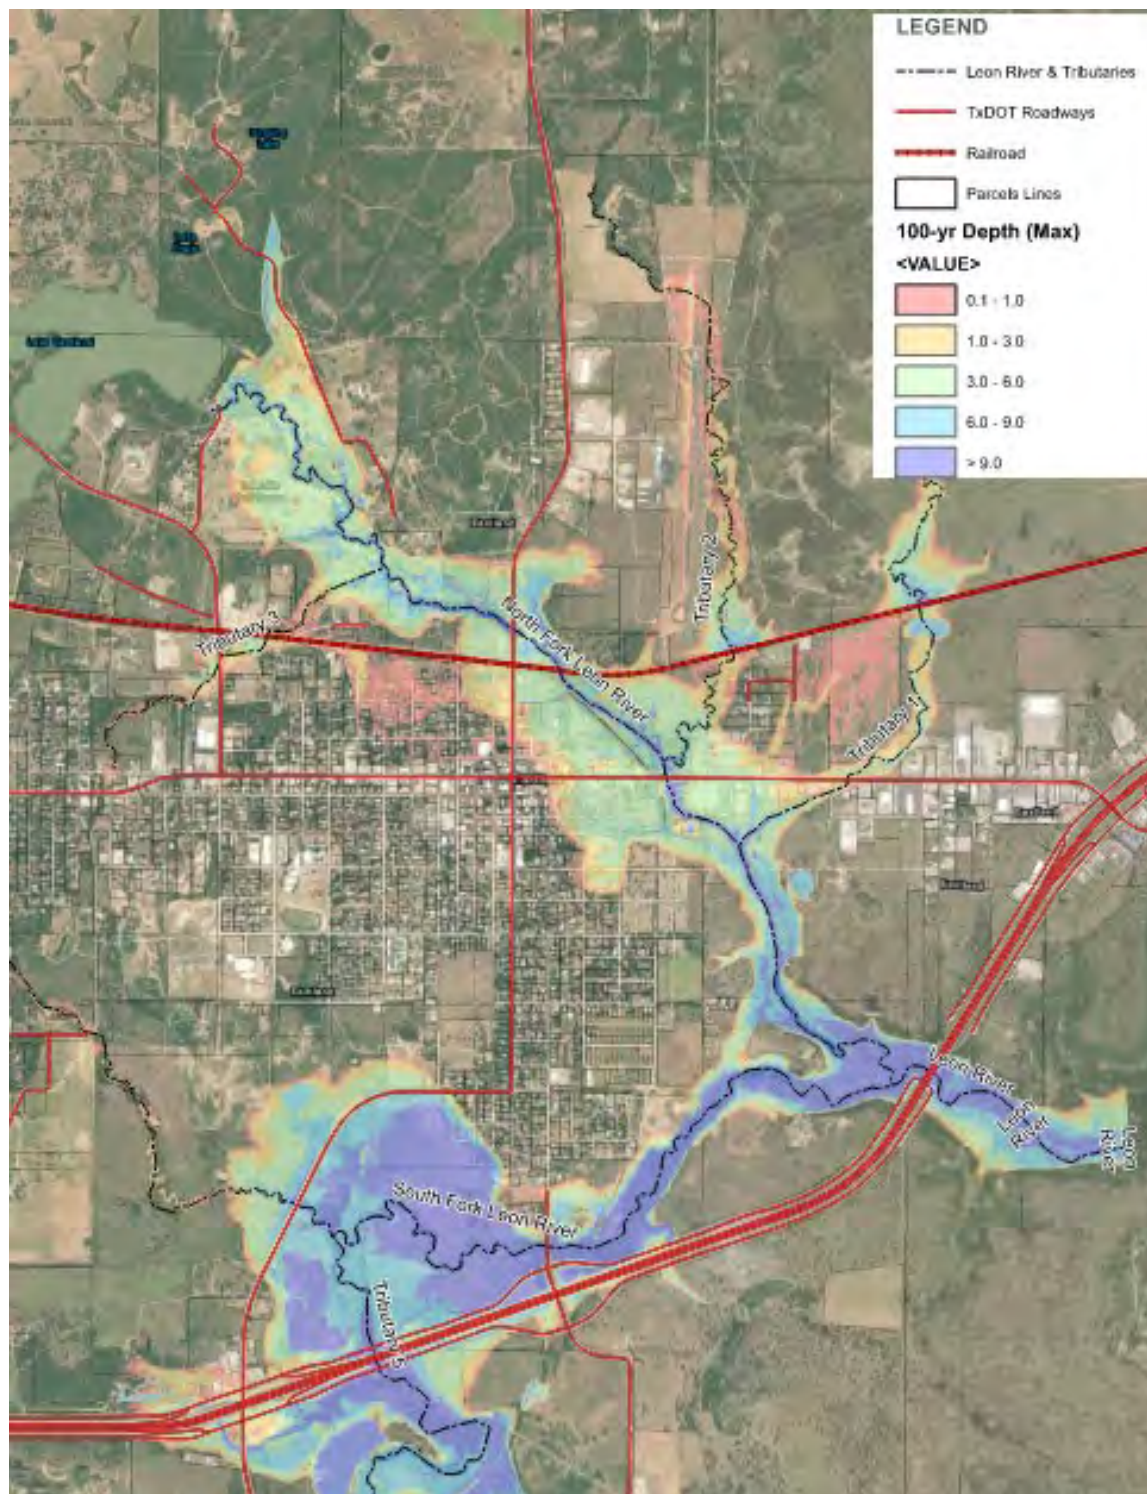 LEGEND
Leon River & Tributaries
TxDOT Roadways
Railroad
Parcels Lines
100-yr Depth (Max)
<VALUE>
0.1 - 1.0
1.0 - 3.0
3.0 - 6.0
6.0 - 9.0
> 9.0
Tributary 2
North Fork Leon River
Tributary 3
Tributary 1
Leon River
Leon
River
Leon
River
South Fork Leon River
Tributary 5